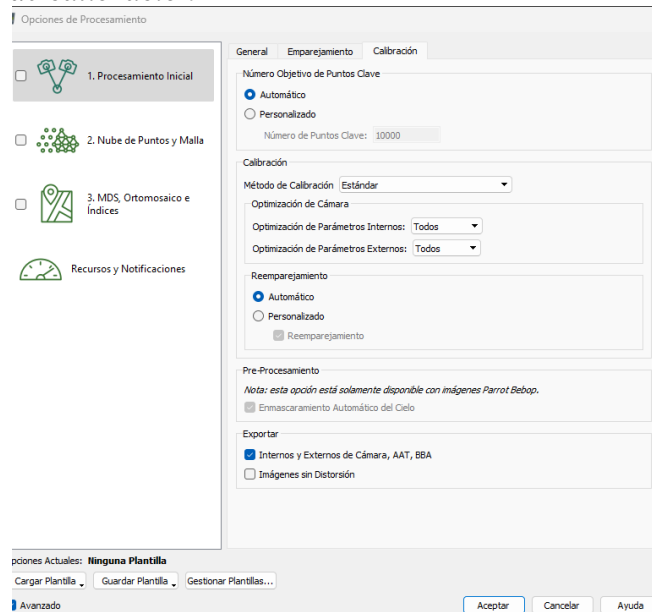 Opciones de Procesamiento
1. Procesamiento Inicial
2. Nube de Puntos y Malla
3. MDS, Ortomosaico e
Índices
Recursos y Notificaciones
General Emparejamiento Calibración
Número Objetivo de Puntos Clave
Automático
Personalizado
Número de Puntos Clave: 10000
Calibración
Método de Calibración Estándar
Optimización de Cámara
Optimización de Parámetros Internos: Todos
Optimización de Parámetros Externos: Todos
Reemparejamiento
Automático
Personalizado
Reemparejamiento
Pre-Procesamiento
Nota: esta opción está solamente disponible con imágenes Parrot Bebop.
Enmascaramiento Automático del Cielo
Exportar
Internos y Externos de Cámara, AAT, BBA
Imágenes sin Distorsión
pciones Actuales: Ninguna Plantilla
Cargar Plantilla Guardar Plantilla Gestionar Plantillas...
Avanzado
Aceptar Cancelar Ayuda